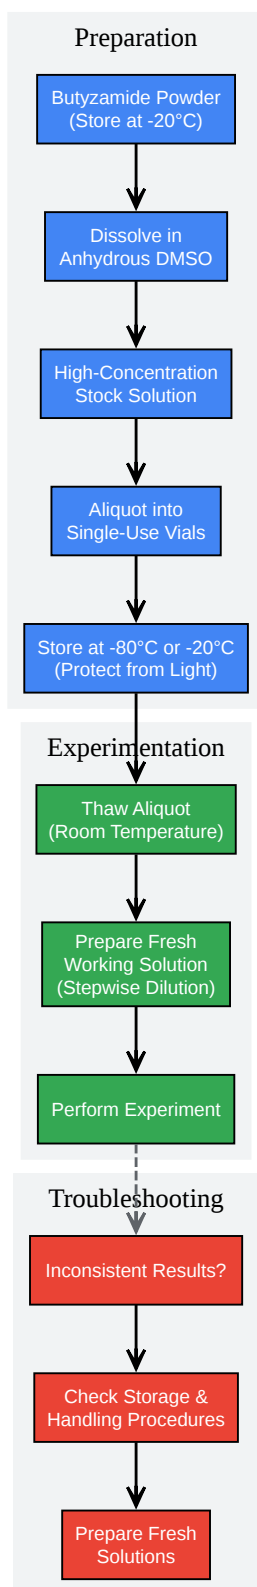 Preparation
Butyzamide Powder
(Store at -20°C)
Dissolve in
Anhydrous DMSO
High-Concentration
Stock Solution
Aliquot into
Single-Use Vials
Store at -80°C or -20°C
(Protect from Light)
Experimentation
Thaw Aliquot
(Room Temperature)
Prepare Fresh
Working Solution
(Stepwise Dilution)
Perform Experiment
Troubleshooting
Inconsistent Results?
Check Storage &
Handling Procedures
Prepare Fresh
Solutions